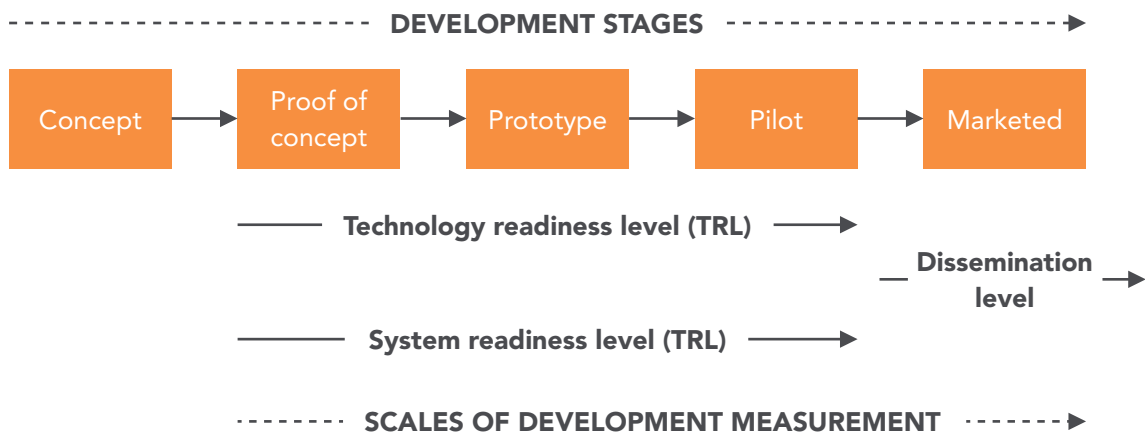 DEVELOPMENT STAGES
Concept
Proof of
concept
Prototype
Pilot
Marketed
Technology readiness level (TRL)
Dissemination
level
System readiness level (TRL)
SCALES OF DEVELOPMENT MEASUREMENT